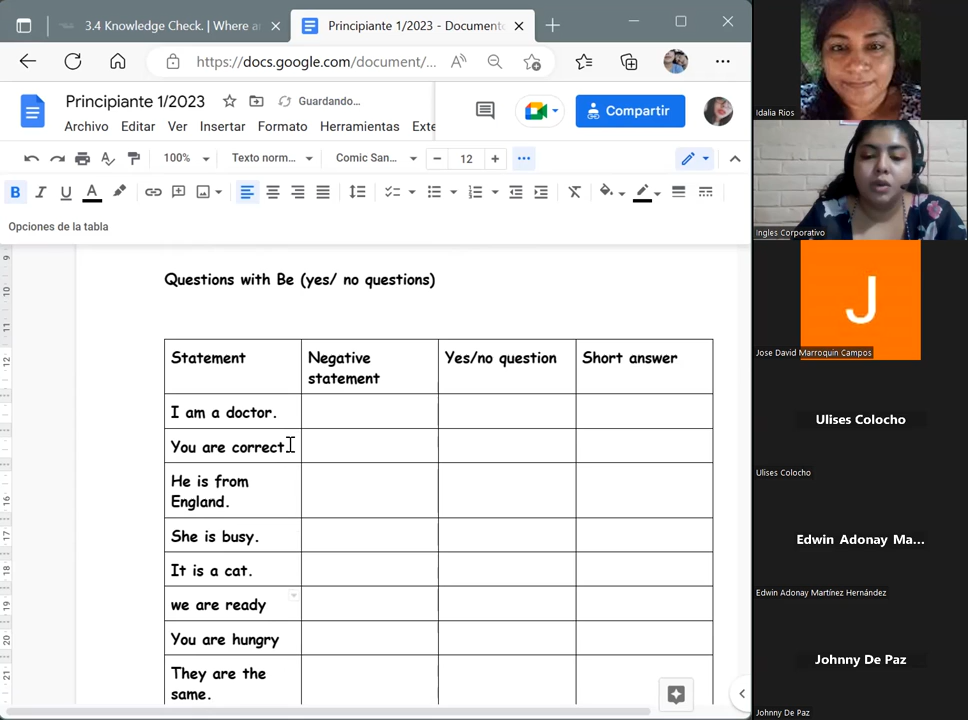 3.4 Knowledge Check. | Where a
Principiante 1/2023 - Documento
https://docs.google.com/document/...
Principiante 1/2023
Guardando...
Compartir
Archivo Editar Ver Insertar Formato Herramientas Exte
100% Texto norm... Comic San... 12
Opciones de la tabla
Questions with Be (yes/ no questions)
Statement Negative statement Yes/no question Short answer
I am a doctor.
You are correct.
He is from
England.
She is busy.
It is a cat.
we are ready
You are hungry
They are the
same.
Idalia Rios
Ingles Corporativo
J
Jose David Marroquin Campos
Ulises Colocho
Ulises Colocho
Edwin Adonay Ma...
Edwin Adonay Martínez Hernández
Johnny De Paz
Johnny De Paz